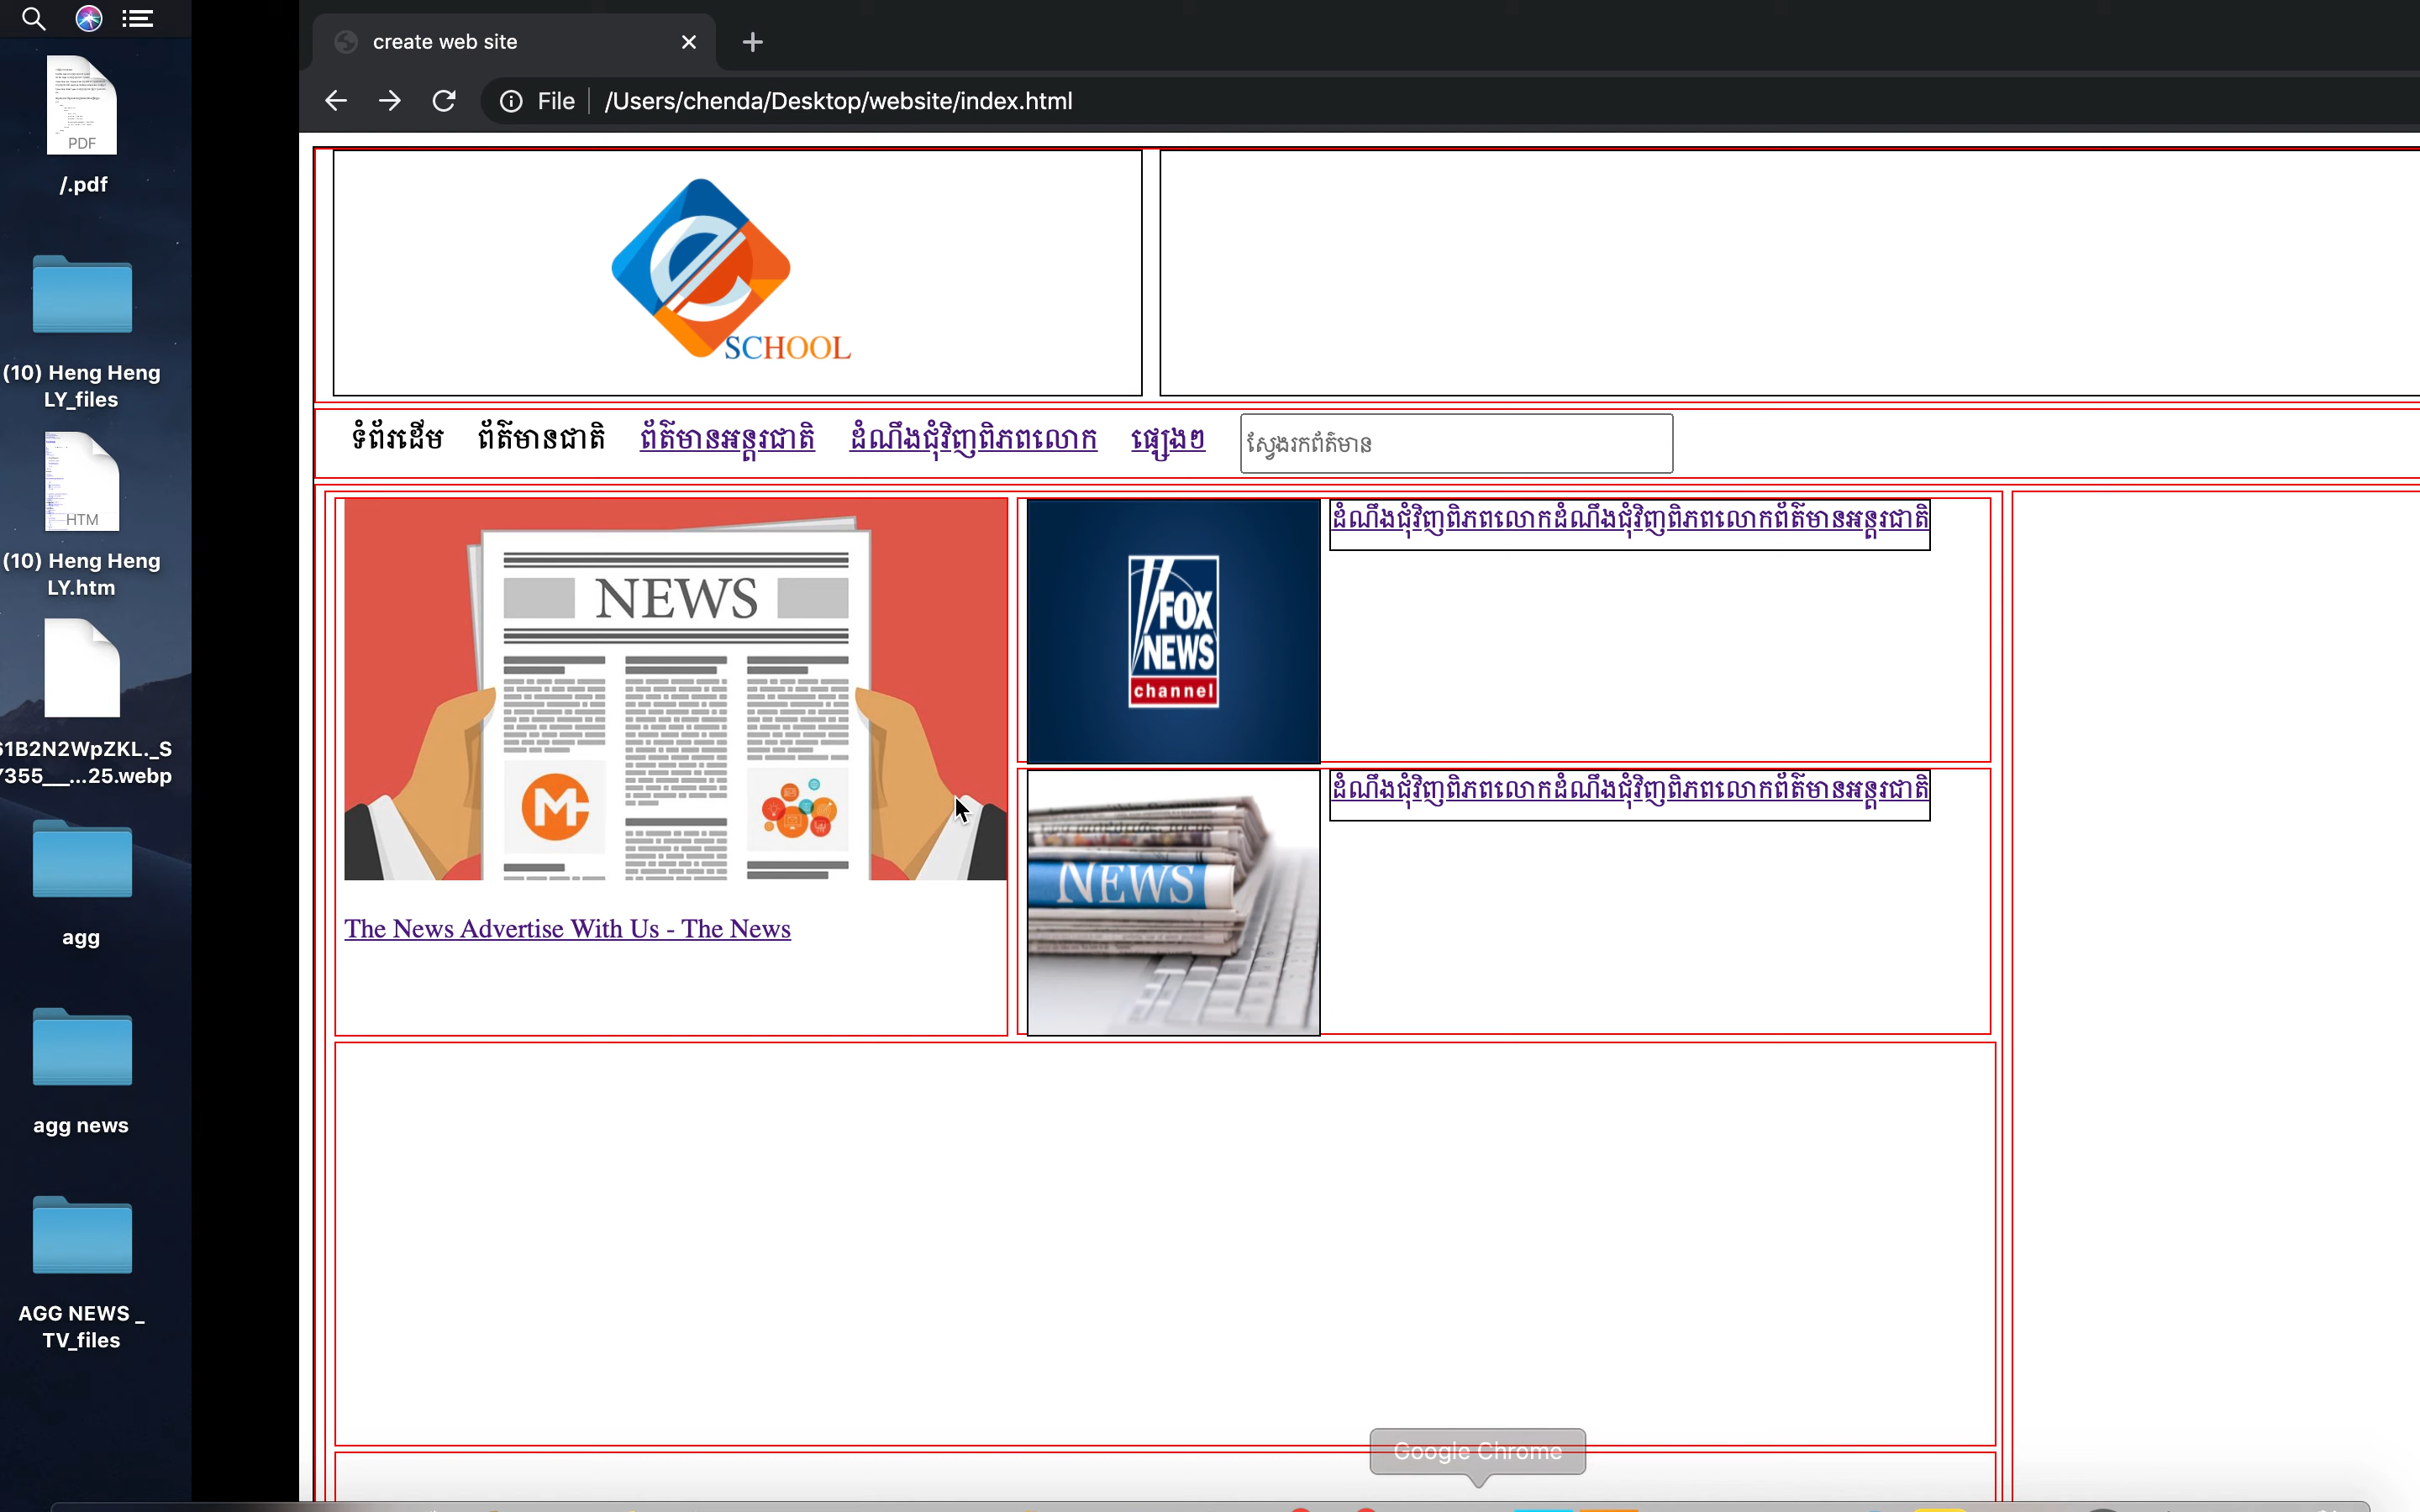 create web site
File
/Users/chenda/Desktop/website/index.html
PDF
/.pdf
(10) Heng Heng
LY_files
HTM
(10) Heng Heng
LY.htm
1B2N2WpZKL._S
355___...25.webp
agg
agg news
AGG NEWS _
TV_files
SCHOOL
ទំព័រដើម ព័ត៌មានជាតិ ព័ត៌មានអន្តរជាតិ ដំណឹងជុំវិញពិភពលោក ផ្សេងៗ
ស្វែងរកព័ត៌មាន
NEWS
The News Advertise With Us - The News
FOX
NEWS
channel
ដំណឹងជុំវិញពិភពលោកដំណឹងជុំវិញពិភពលោកព័ត៌មានអន្តរជាតិ
NEWS
ដំណឹងជុំវិញពិភពលោកដំណឹងជុំវិញពិភពលោកព័ត៌មានអន្តរជាតិ
Google Chrome